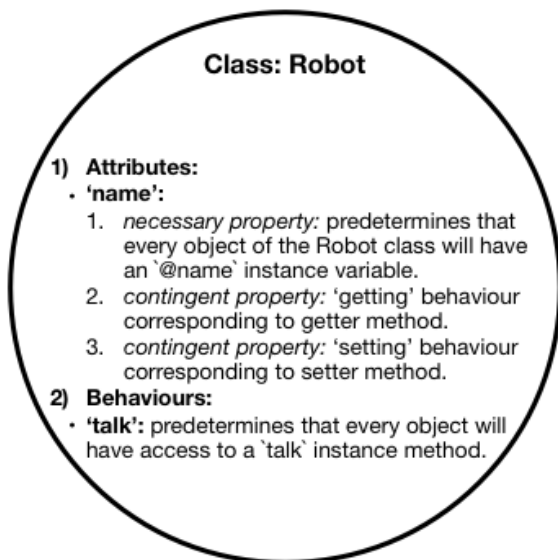 Class: Robot
1) Attributes:
• ‘name’:
1. necessary property: predetermines that
every object of the Robot class will have
an `@name` instance variable.
2. contingent property: ‘getting’ behaviour
corresponding to getter method.
3. contingent property: ‘setting’ behaviour
corresponding to setter method.
2) Behaviours:
• ‘talk’: predetermines that every object will
have access to a `talk` instance method.